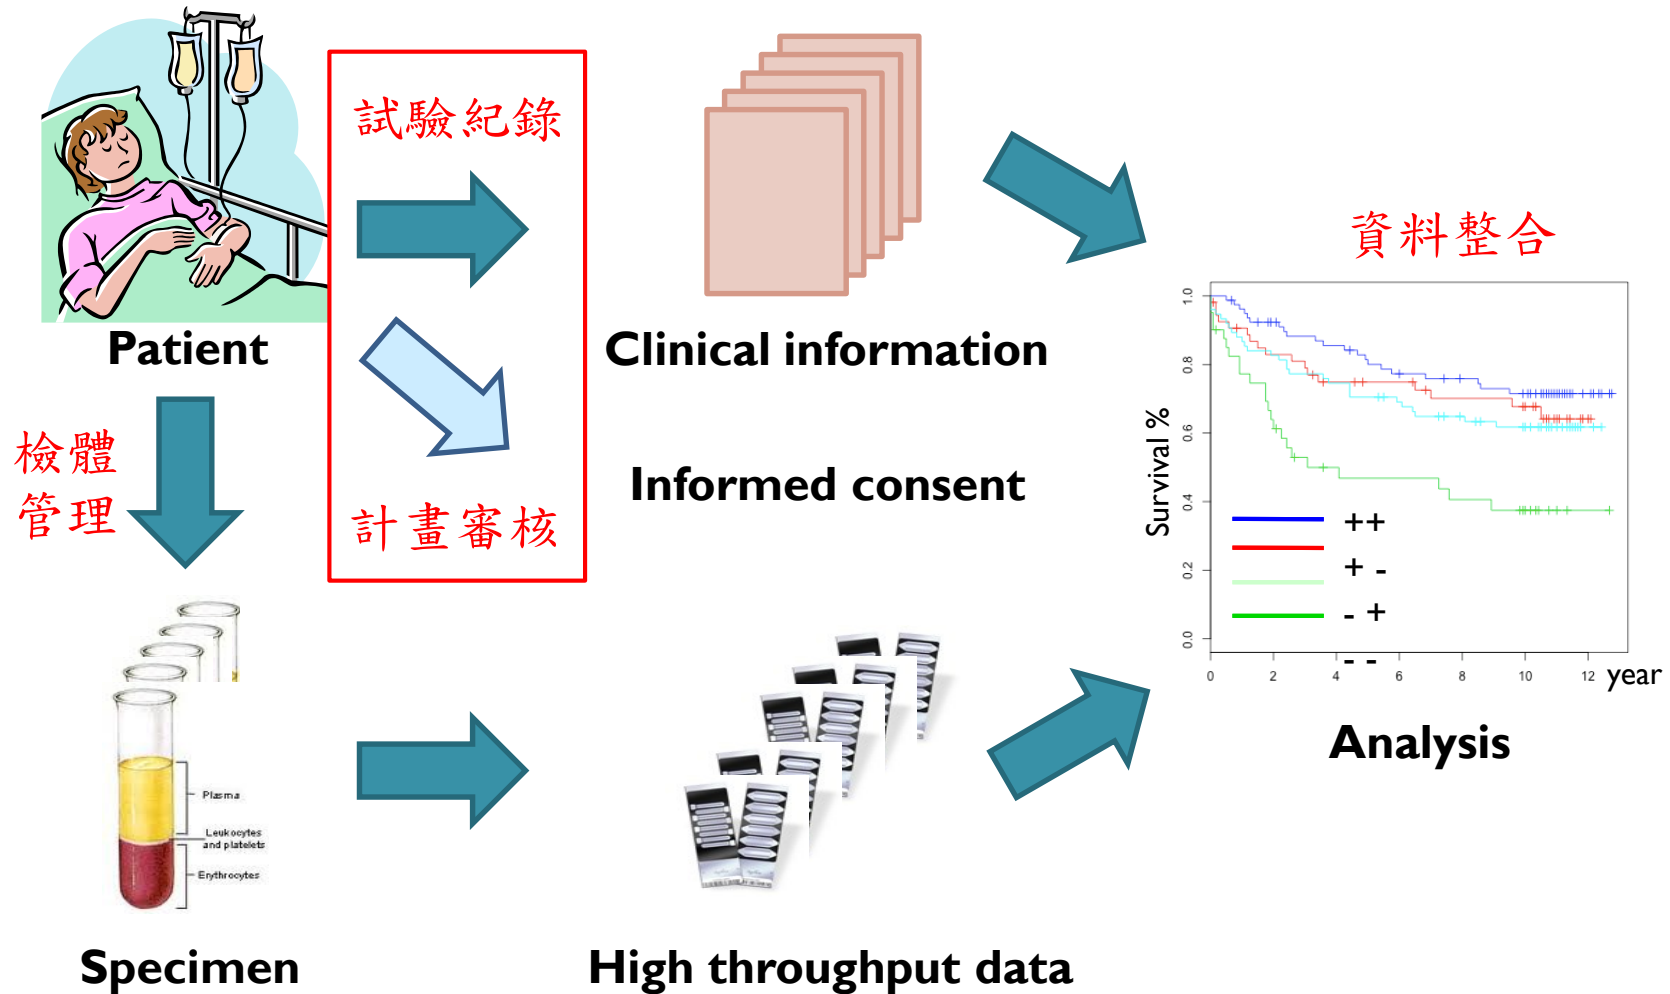 試驗紀錄
Patient
Clinical information
檢體
管理
計畫審核
Informed consent
資料整合
Survival %
1.0
0.8
0.6
0.4
0.2
0.0
++
+ -
- +
- -
0 2 4 6 8 10 12
year
Analysis
Plasma
Leukocytes
and platelets
Erythrocytes
Specimen
High throughput data